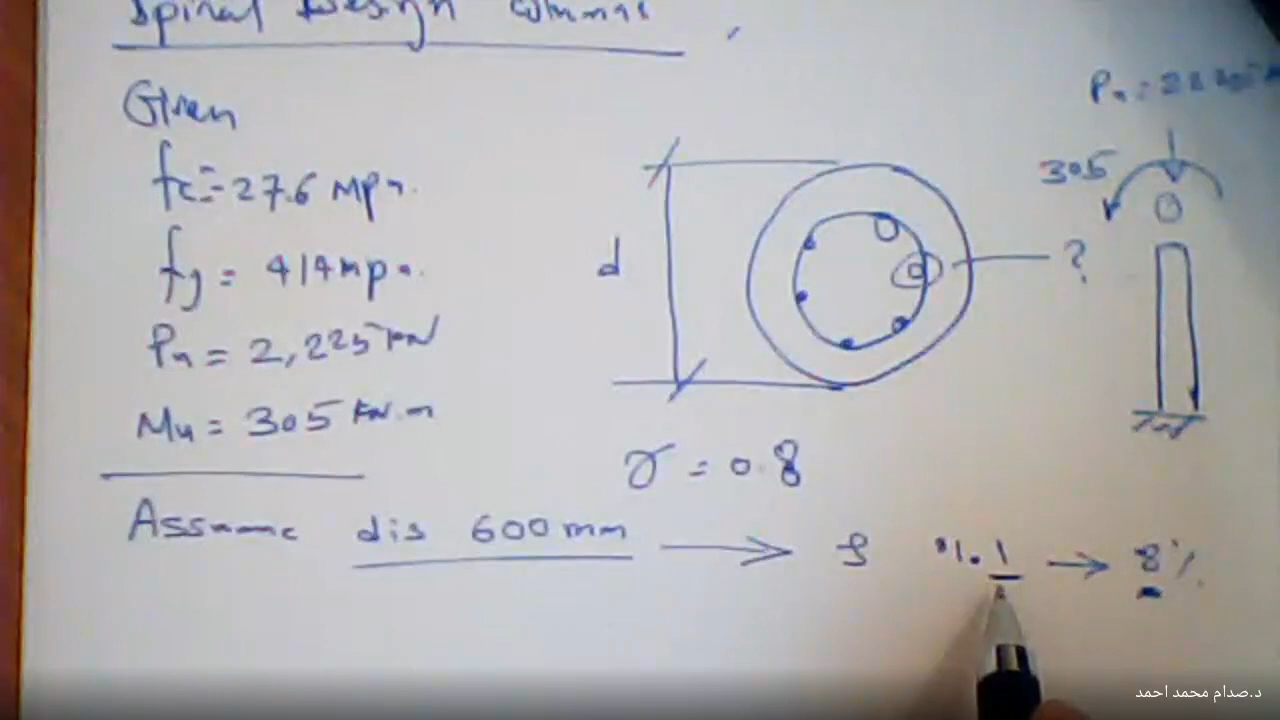 Spiral Design Columns
Given
fc = 27.6 Mpa.
fy = 414 mpa.
Pu = 2,225 KN
Mu = 305 KN.m
d
?
305
γ = 0.8
Assume dis 600 mm → ρ %.1 → 8%
د.صدام محمد احمد